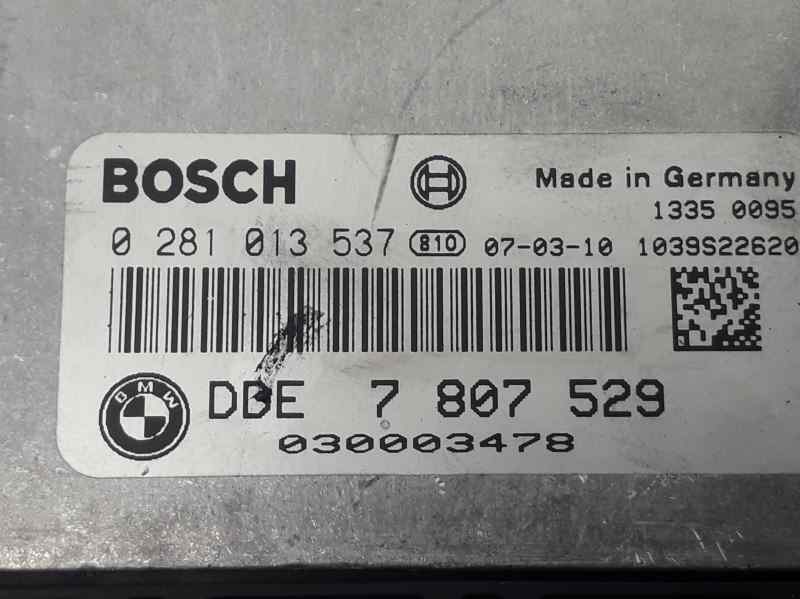 BOSCH Made in Germany
1335 0095
0 281 013 537 810 07-03-10 1039S22620
BMW DDE 7 807 529
030003478